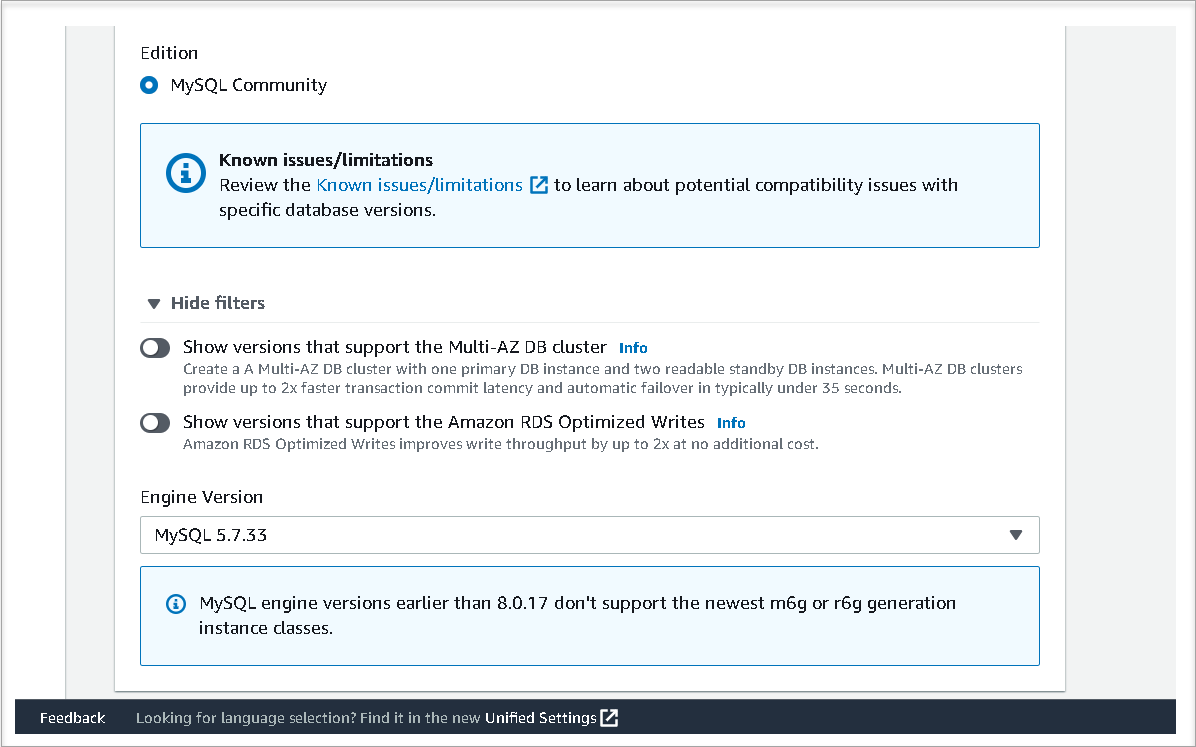 Edition
MySQL Community
Known issues/limitations
Review the Known issues/limitations to learn about potential compatibility issues with
specific database versions.
Hide filters
Show versions that support the Multi-AZ DB cluster Info
Create a A Multi-AZ DB cluster with one primary DB instance and two readable standby DB instances. Multi-AZ DB clusters
provide up to 2x faster transaction commit latency and automatic failover in typically under 35 seconds.
Show versions that support the Amazon RDS Optimized Writes Info
Amazon RDS Optimized Writes improves write throughput by up to 2x at no additional cost.
Engine Version
MySQL 5.7.33
MySQL engine versions earlier than 8.0.17 don't support the newest m6g or r6g generation
instance classes.
Feedback Looking for language selection? Find it in the new Unified Settings